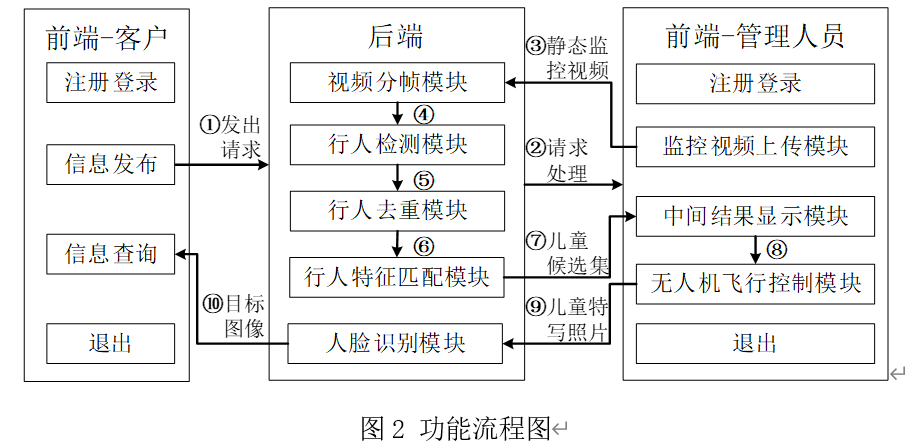 前端-客户
注册登录
信息发布
信息查询
退出
①发出
请求
后端
视频分帧模块
④
行人检测模块
⑤
行人去重模块
⑥
行人特征匹配模块
人脸识别模块
⑩目标
图像
③静态监
控视频
②请求
处理
⑦儿童
候选集
⑨儿童特
写照片
前端-管理人员
注册登录
监控视频上传模块
中间结果显示模块
⑧
无人机飞行控制模块
退出
图2 功能流程图